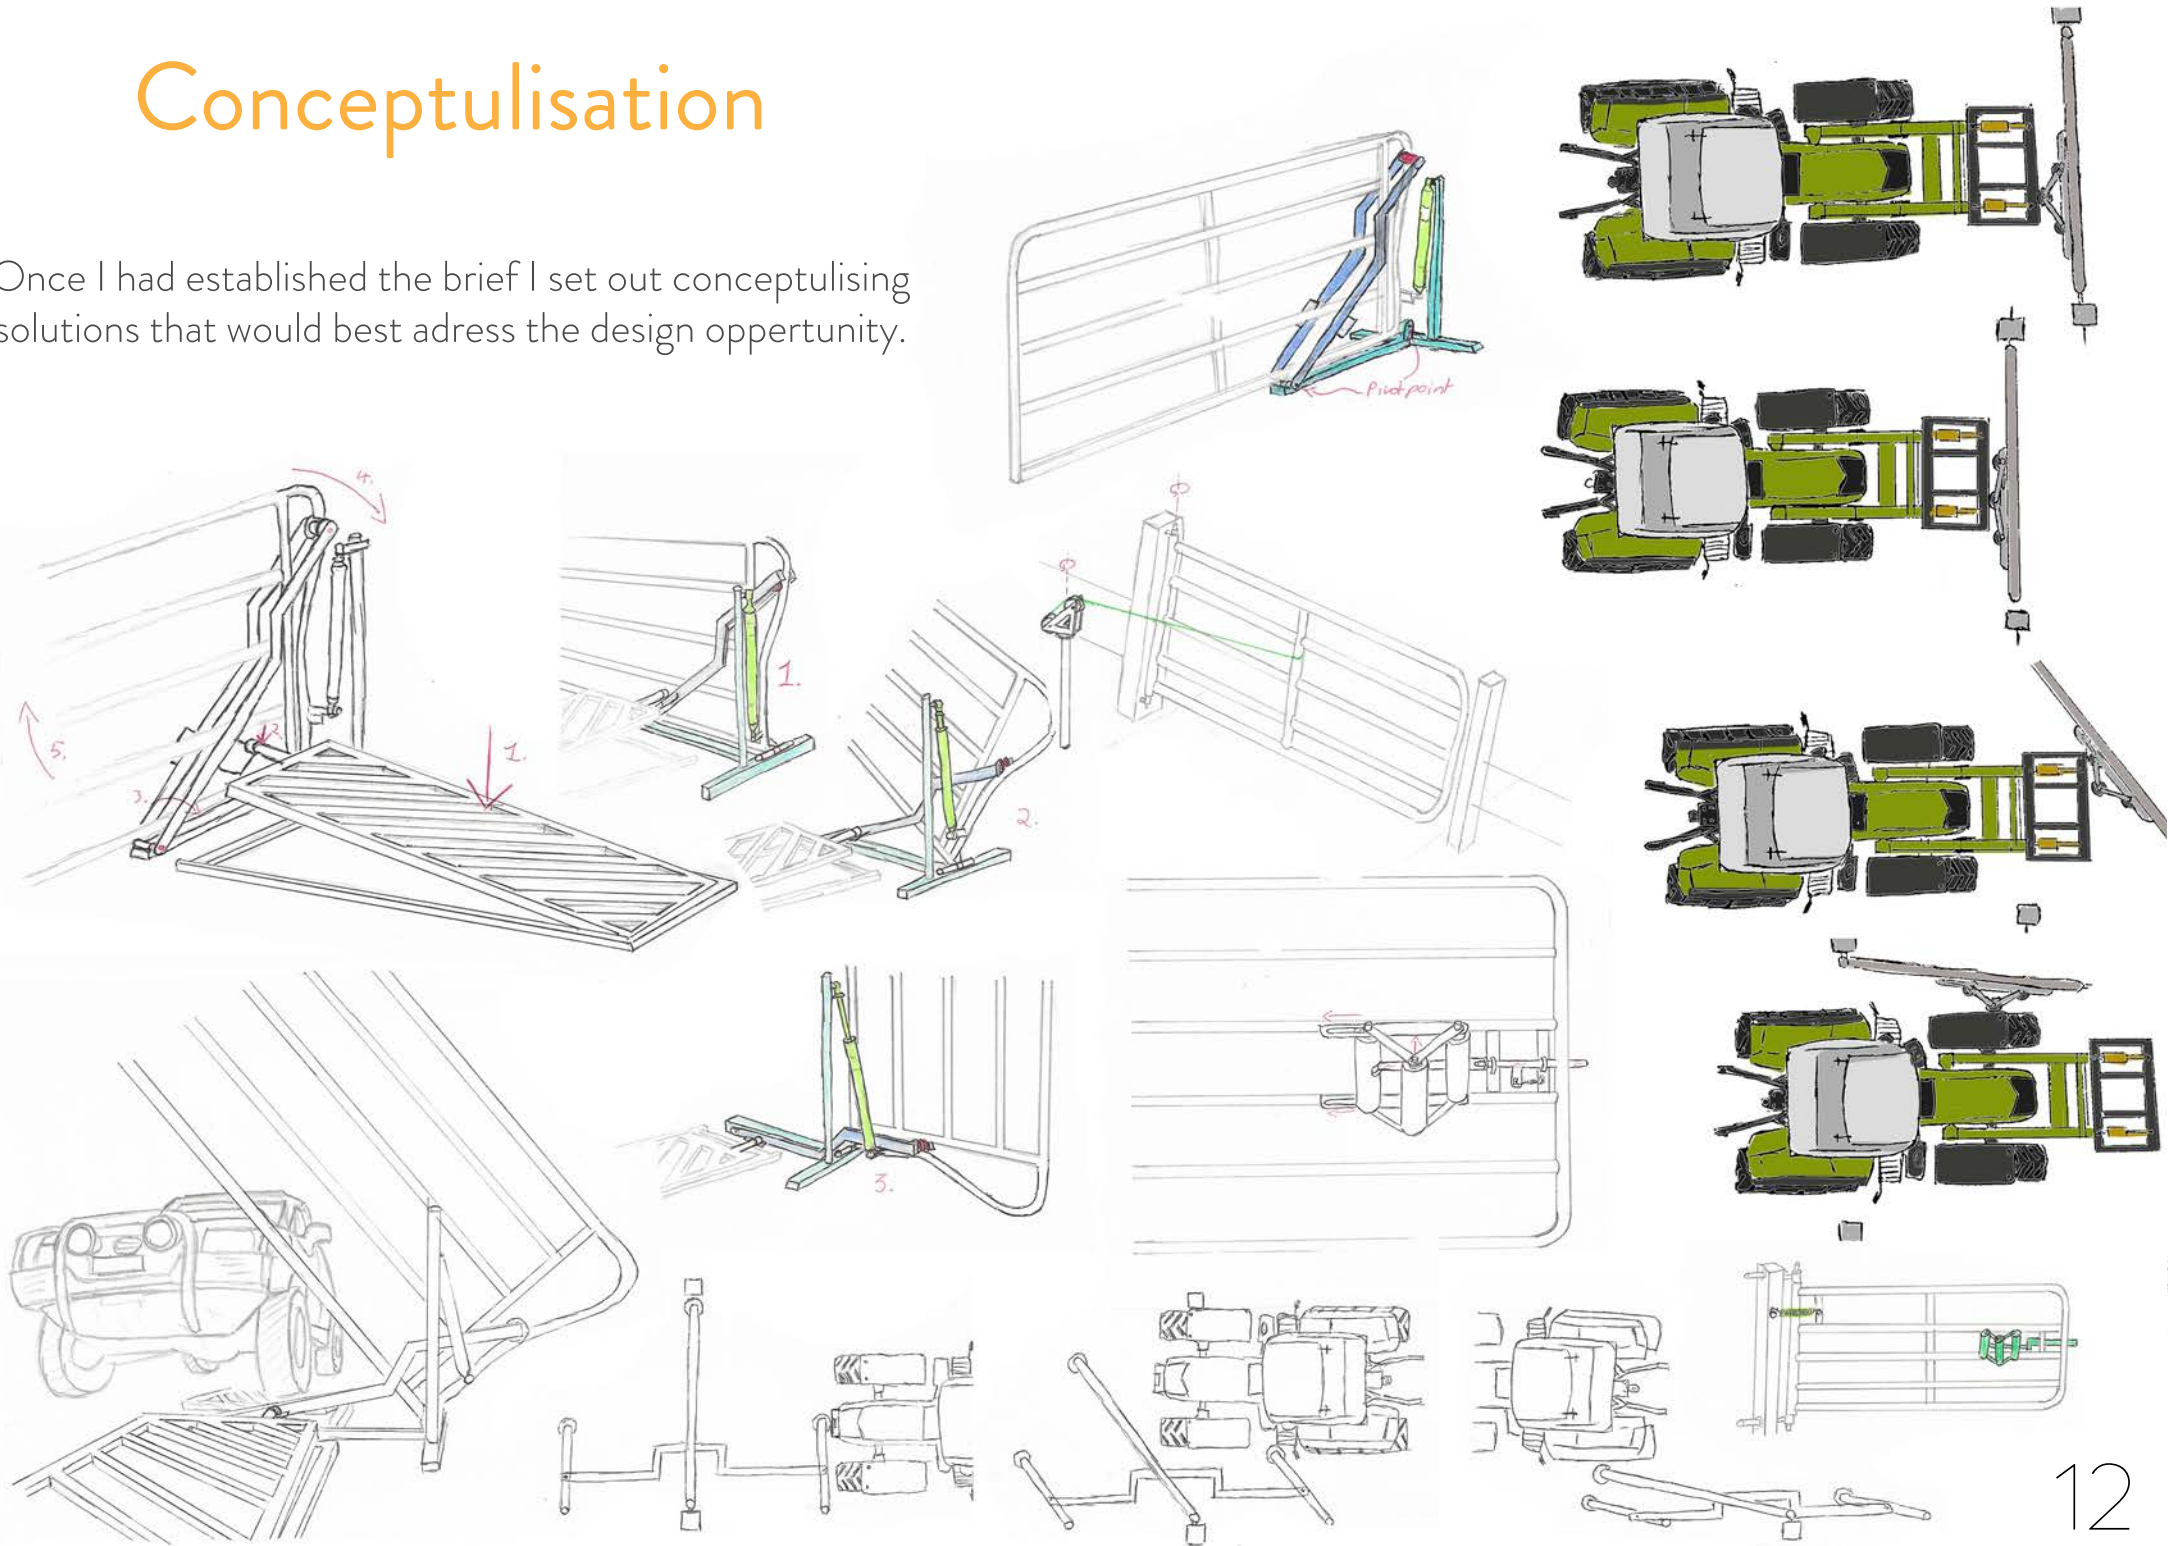 Conceptulisation
Once I had established the brief I set out conceptulising
solutions that would best adress the design oppertunity.
Pivot point
4.
5.
2.
1.
3.
1.
2.
3.
12